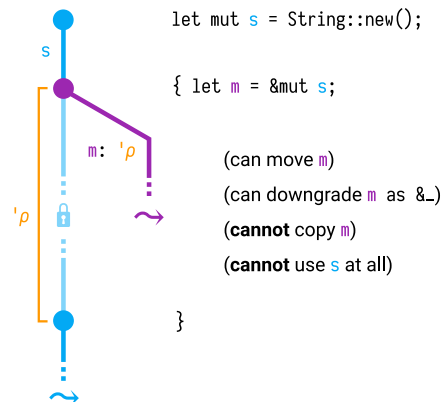 let mut s = String::new();
s
{ let m = &mut s;
m: 'ρ
(can move m)
(can downgrade m as &_)
'ρ
(cannot copy m)
(cannot use s at all)
}